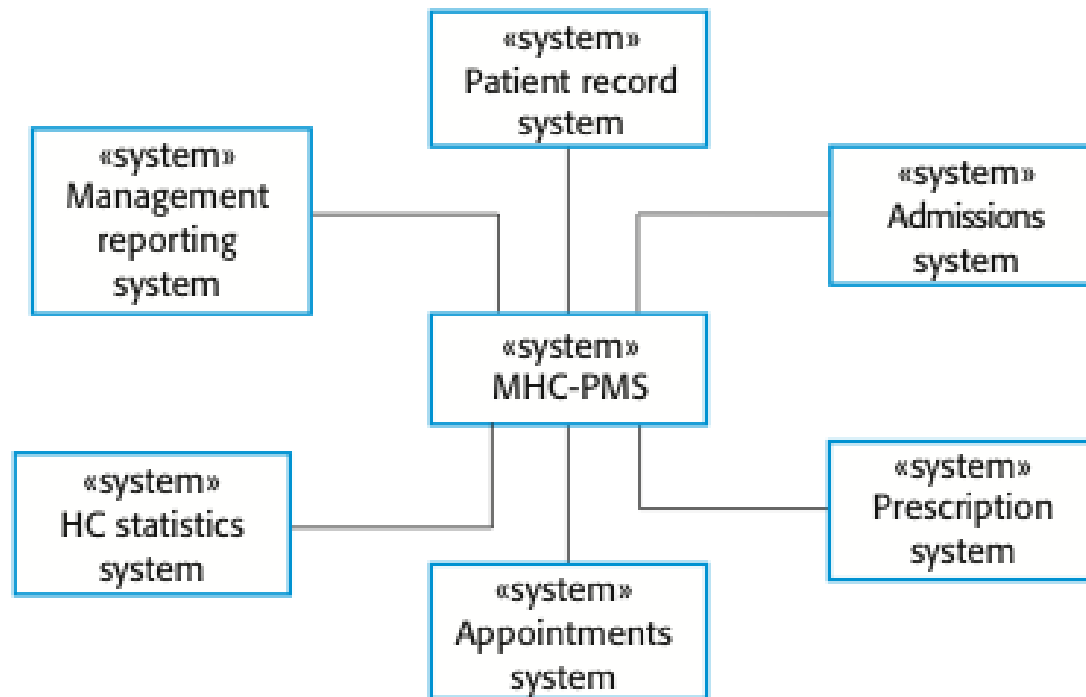 «system»
Patient record
system
«system»
Management
reporting
system
«system»
Admissions
system
«system»
MHC-PMS
«system»
HC statistics
system
«system»
Prescription
system
«system»
Appointments
system